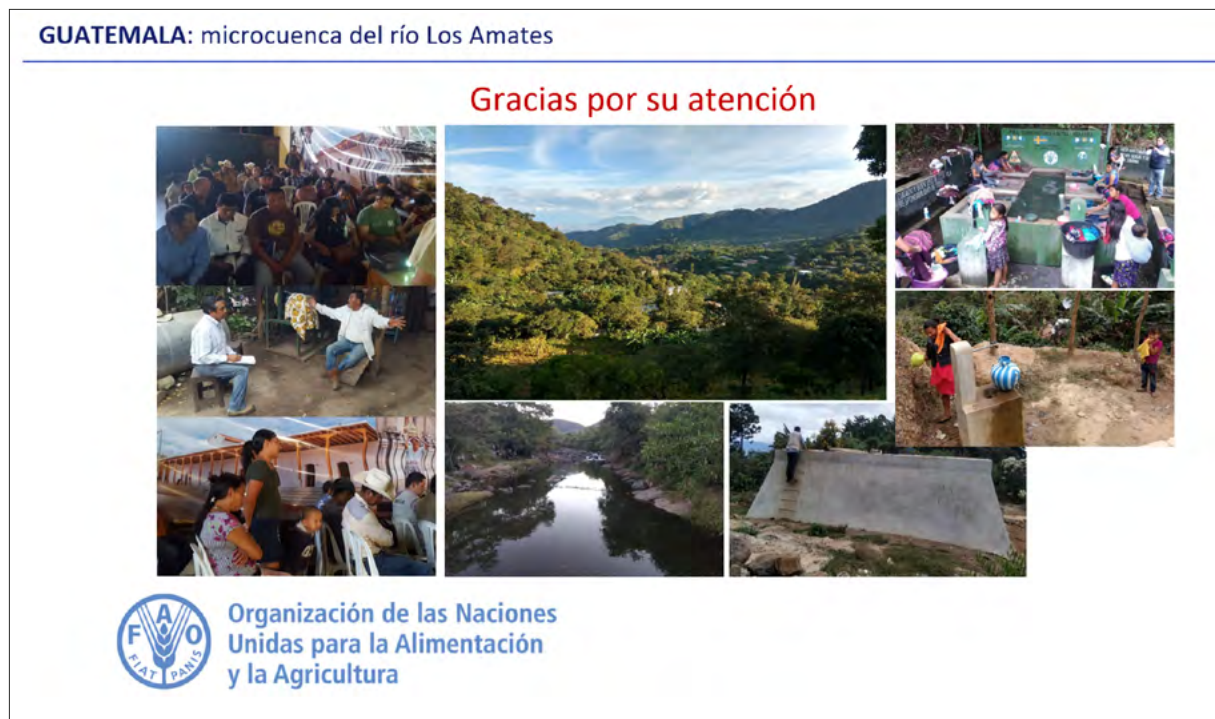 GUATEMALA: microcuenca del río Los Amates
Gracias por su atención
FAO
FIAT PANIS
Organización de las Naciones
Unidas para la Alimentación
y la Agricultura